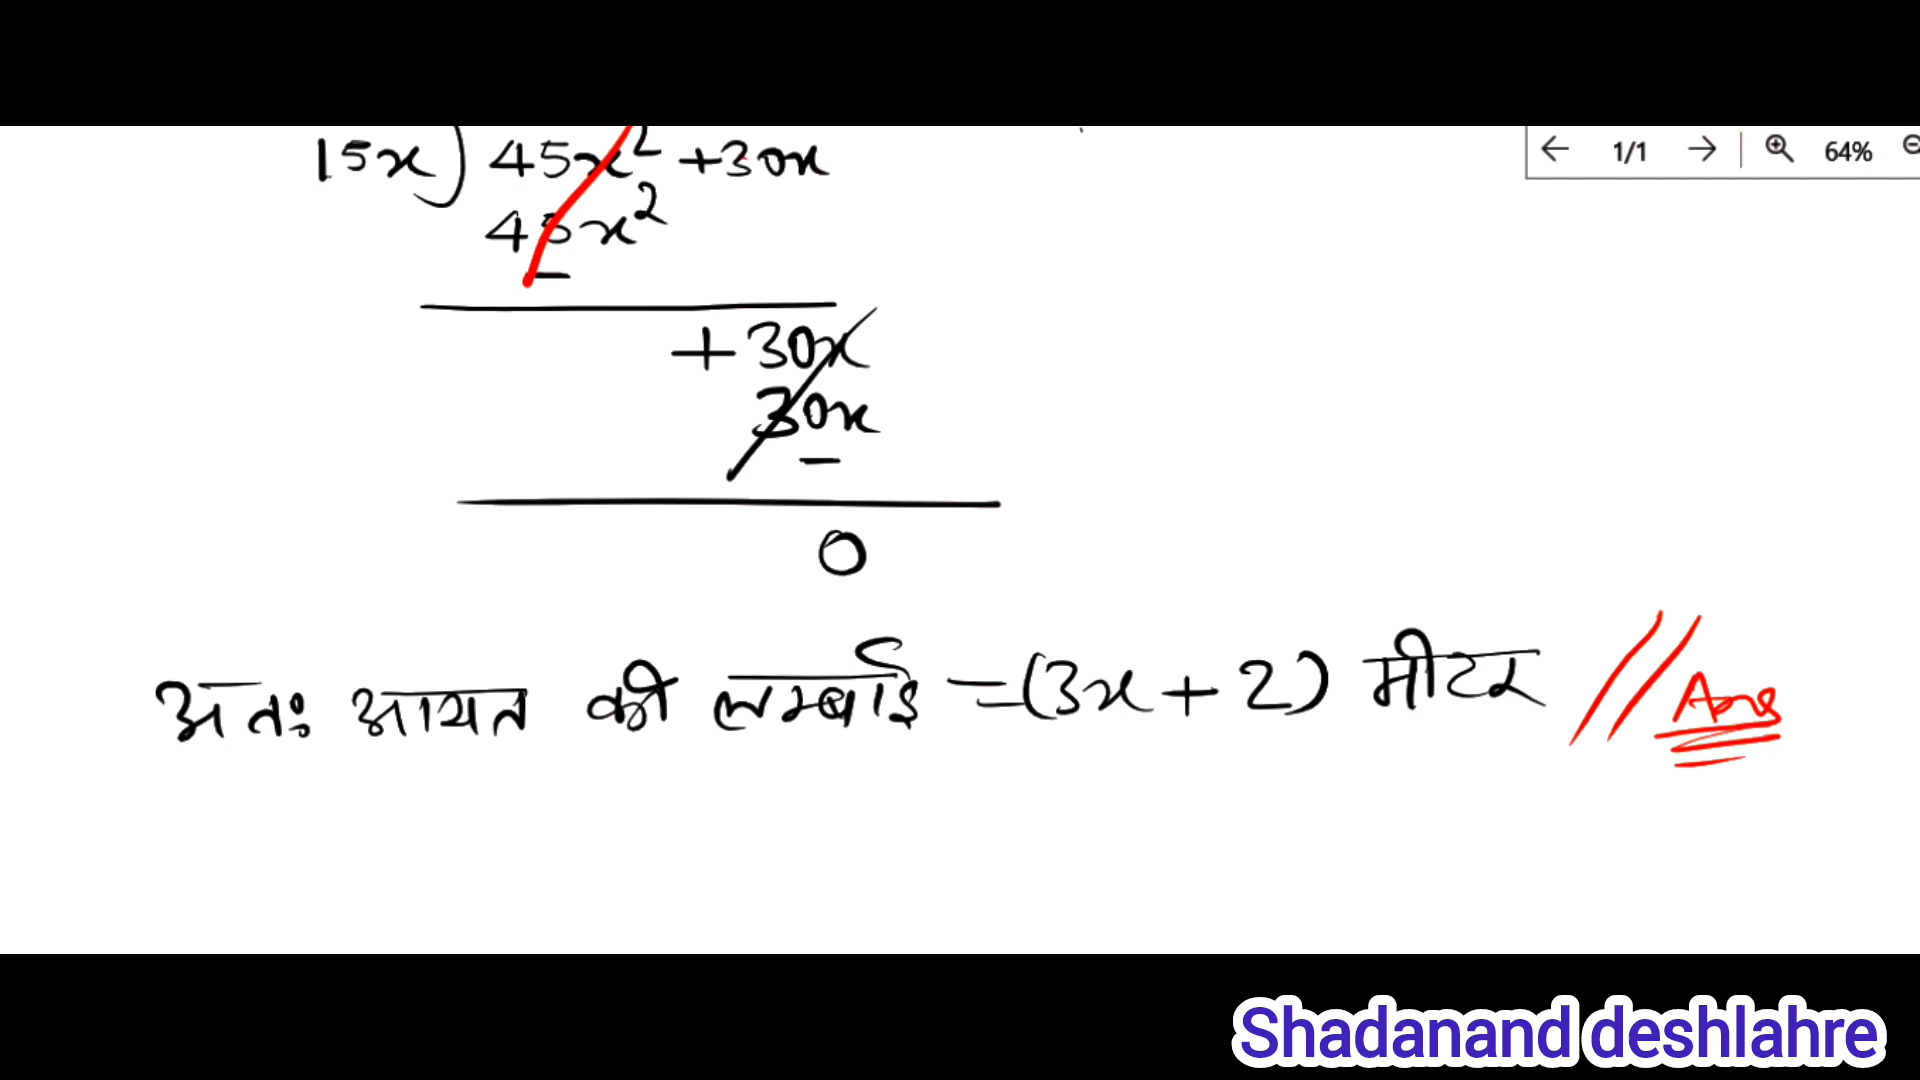 15x) 45x² +30x
1/1 64%
45x²
−
+30x
30x
−
0
अतः आयत की लम्बाई =(3x+2) मीटर // Ans
Shadanand deshlahre